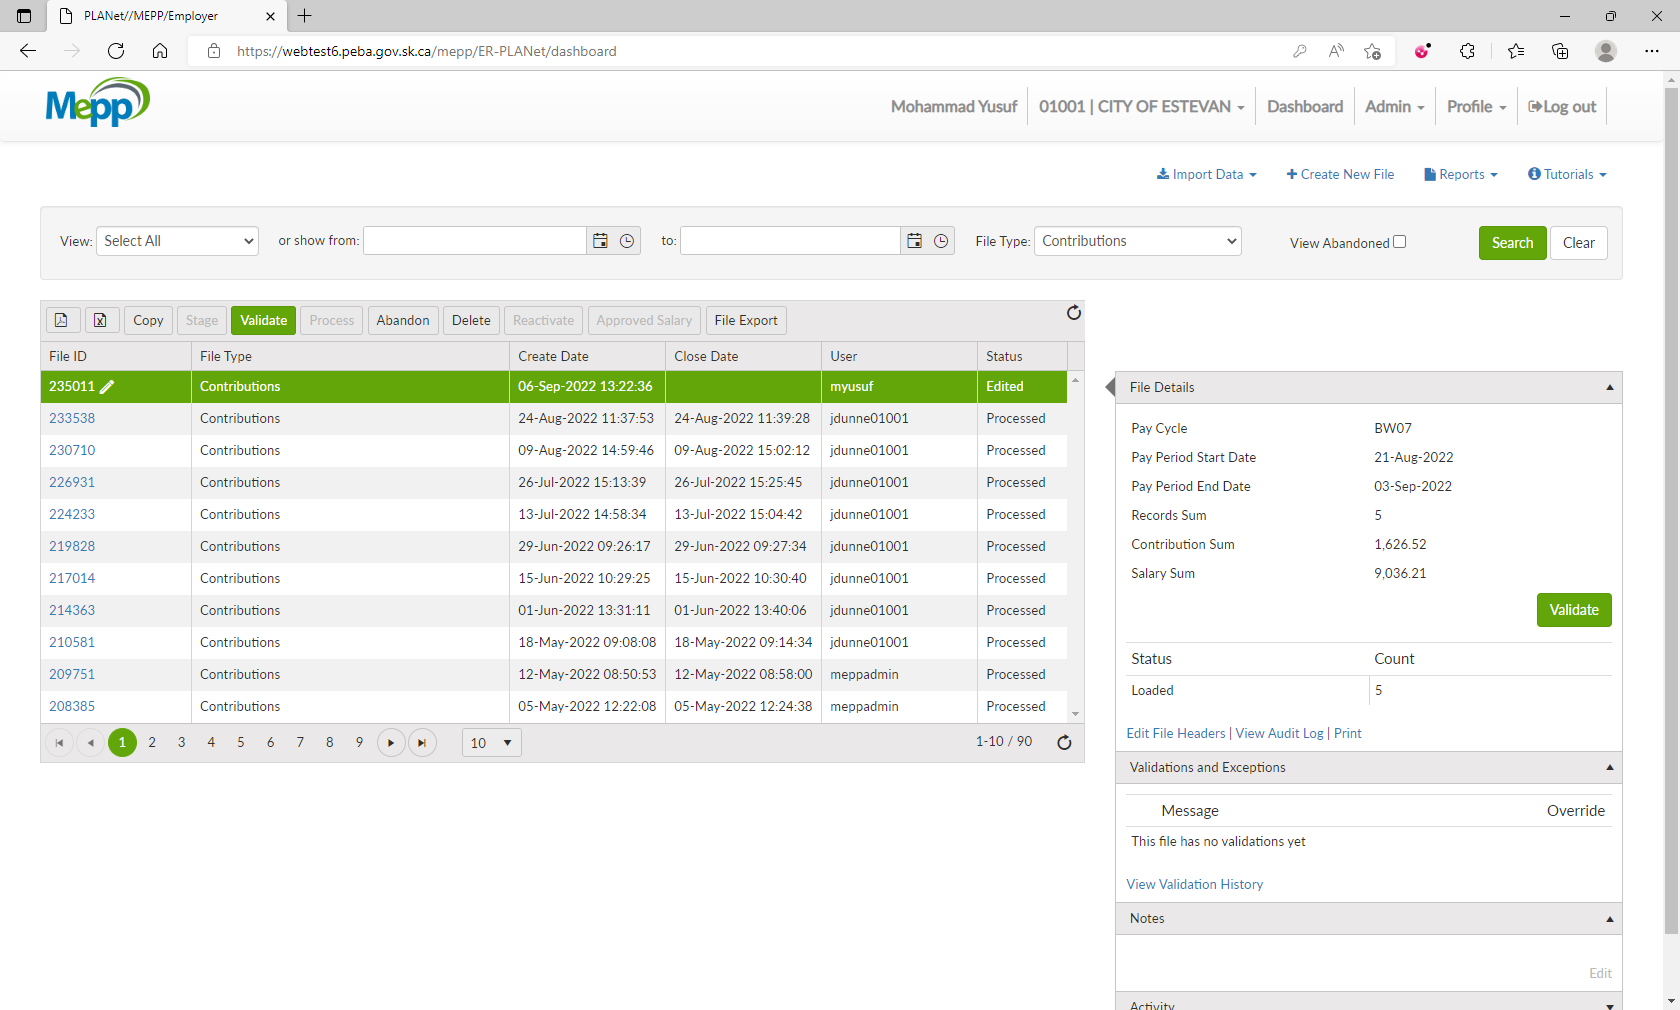 PLANet//MEPP/Employer
https://webtest6.peba.gov.sk.ca/mepp/ER-PLANet/dashboard
Mepp
Mohammad Yusuf
01001 | CITY OF ESTEVAN
Dashboard
Admin
Profile
Log out
Import Data
Create New File
Reports
Tutorials
View: Select All
or show from:
to:
File Type: Contributions
View Abandoned
Search
Clear
Copy
Stage
Validate
Process
Abandon
Delete
Reactivate
Approved Salary
File Export
File ID File Type Create Date Close Date User Status
235011 Contributions 06-Sep-2022 13:22:36 myusuf Edited
233538 Contributions 24-Aug-2022 11:37:53 24-Aug-2022 11:39:28 jdunne01001 Processed
230710 Contributions 09-Aug-2022 14:59:46 09-Aug-2022 15:02:12 jdunne01001 Processed
226931 Contributions 26-Jul-2022 15:13:39 26-Jul-2022 15:25:45 jdunne01001 Processed
224233 Contributions 13-Jul-2022 14:58:34 13-Jul-2022 15:04:42 jdunne01001 Processed
219828 Contributions 29-Jun-2022 09:26:17 29-Jun-2022 09:27:34 jdunne01001 Processed
217014 Contributions 15-Jun-2022 10:29:25 15-Jun-2022 10:30:40 jdunne01001 Processed
214363 Contributions 01-Jun-2022 13:31:11 01-Jun-2022 13:40:06 jdunne01001 Processed
210581 Contributions 18-May-2022 09:08:08 18-May-2022 09:14:34 jdunne01001 Processed
209751 Contributions 12-May-2022 08:50:53 12-May-2022 08:58:00 meppadmin Processed
208385 Contributions 05-May-2022 12:22:08 05-May-2022 12:24:38 meppadmin Processed
1 2 3 4 5 6 7 8 9 10 1-10 / 90
File Details
Pay Cycle BW07
Pay Period Start Date 21-Aug-2022
Pay Period End Date 03-Sep-2022
Records Sum 5
Contribution Sum 1,626.52
Salary Sum 9,036.21
Validate
Status Count
Loaded 5
Edit File Headers | View Audit Log | Print
Validations and Exceptions
Message Override
This file has no validations yet
View Validation History
Notes
Edit
Activity